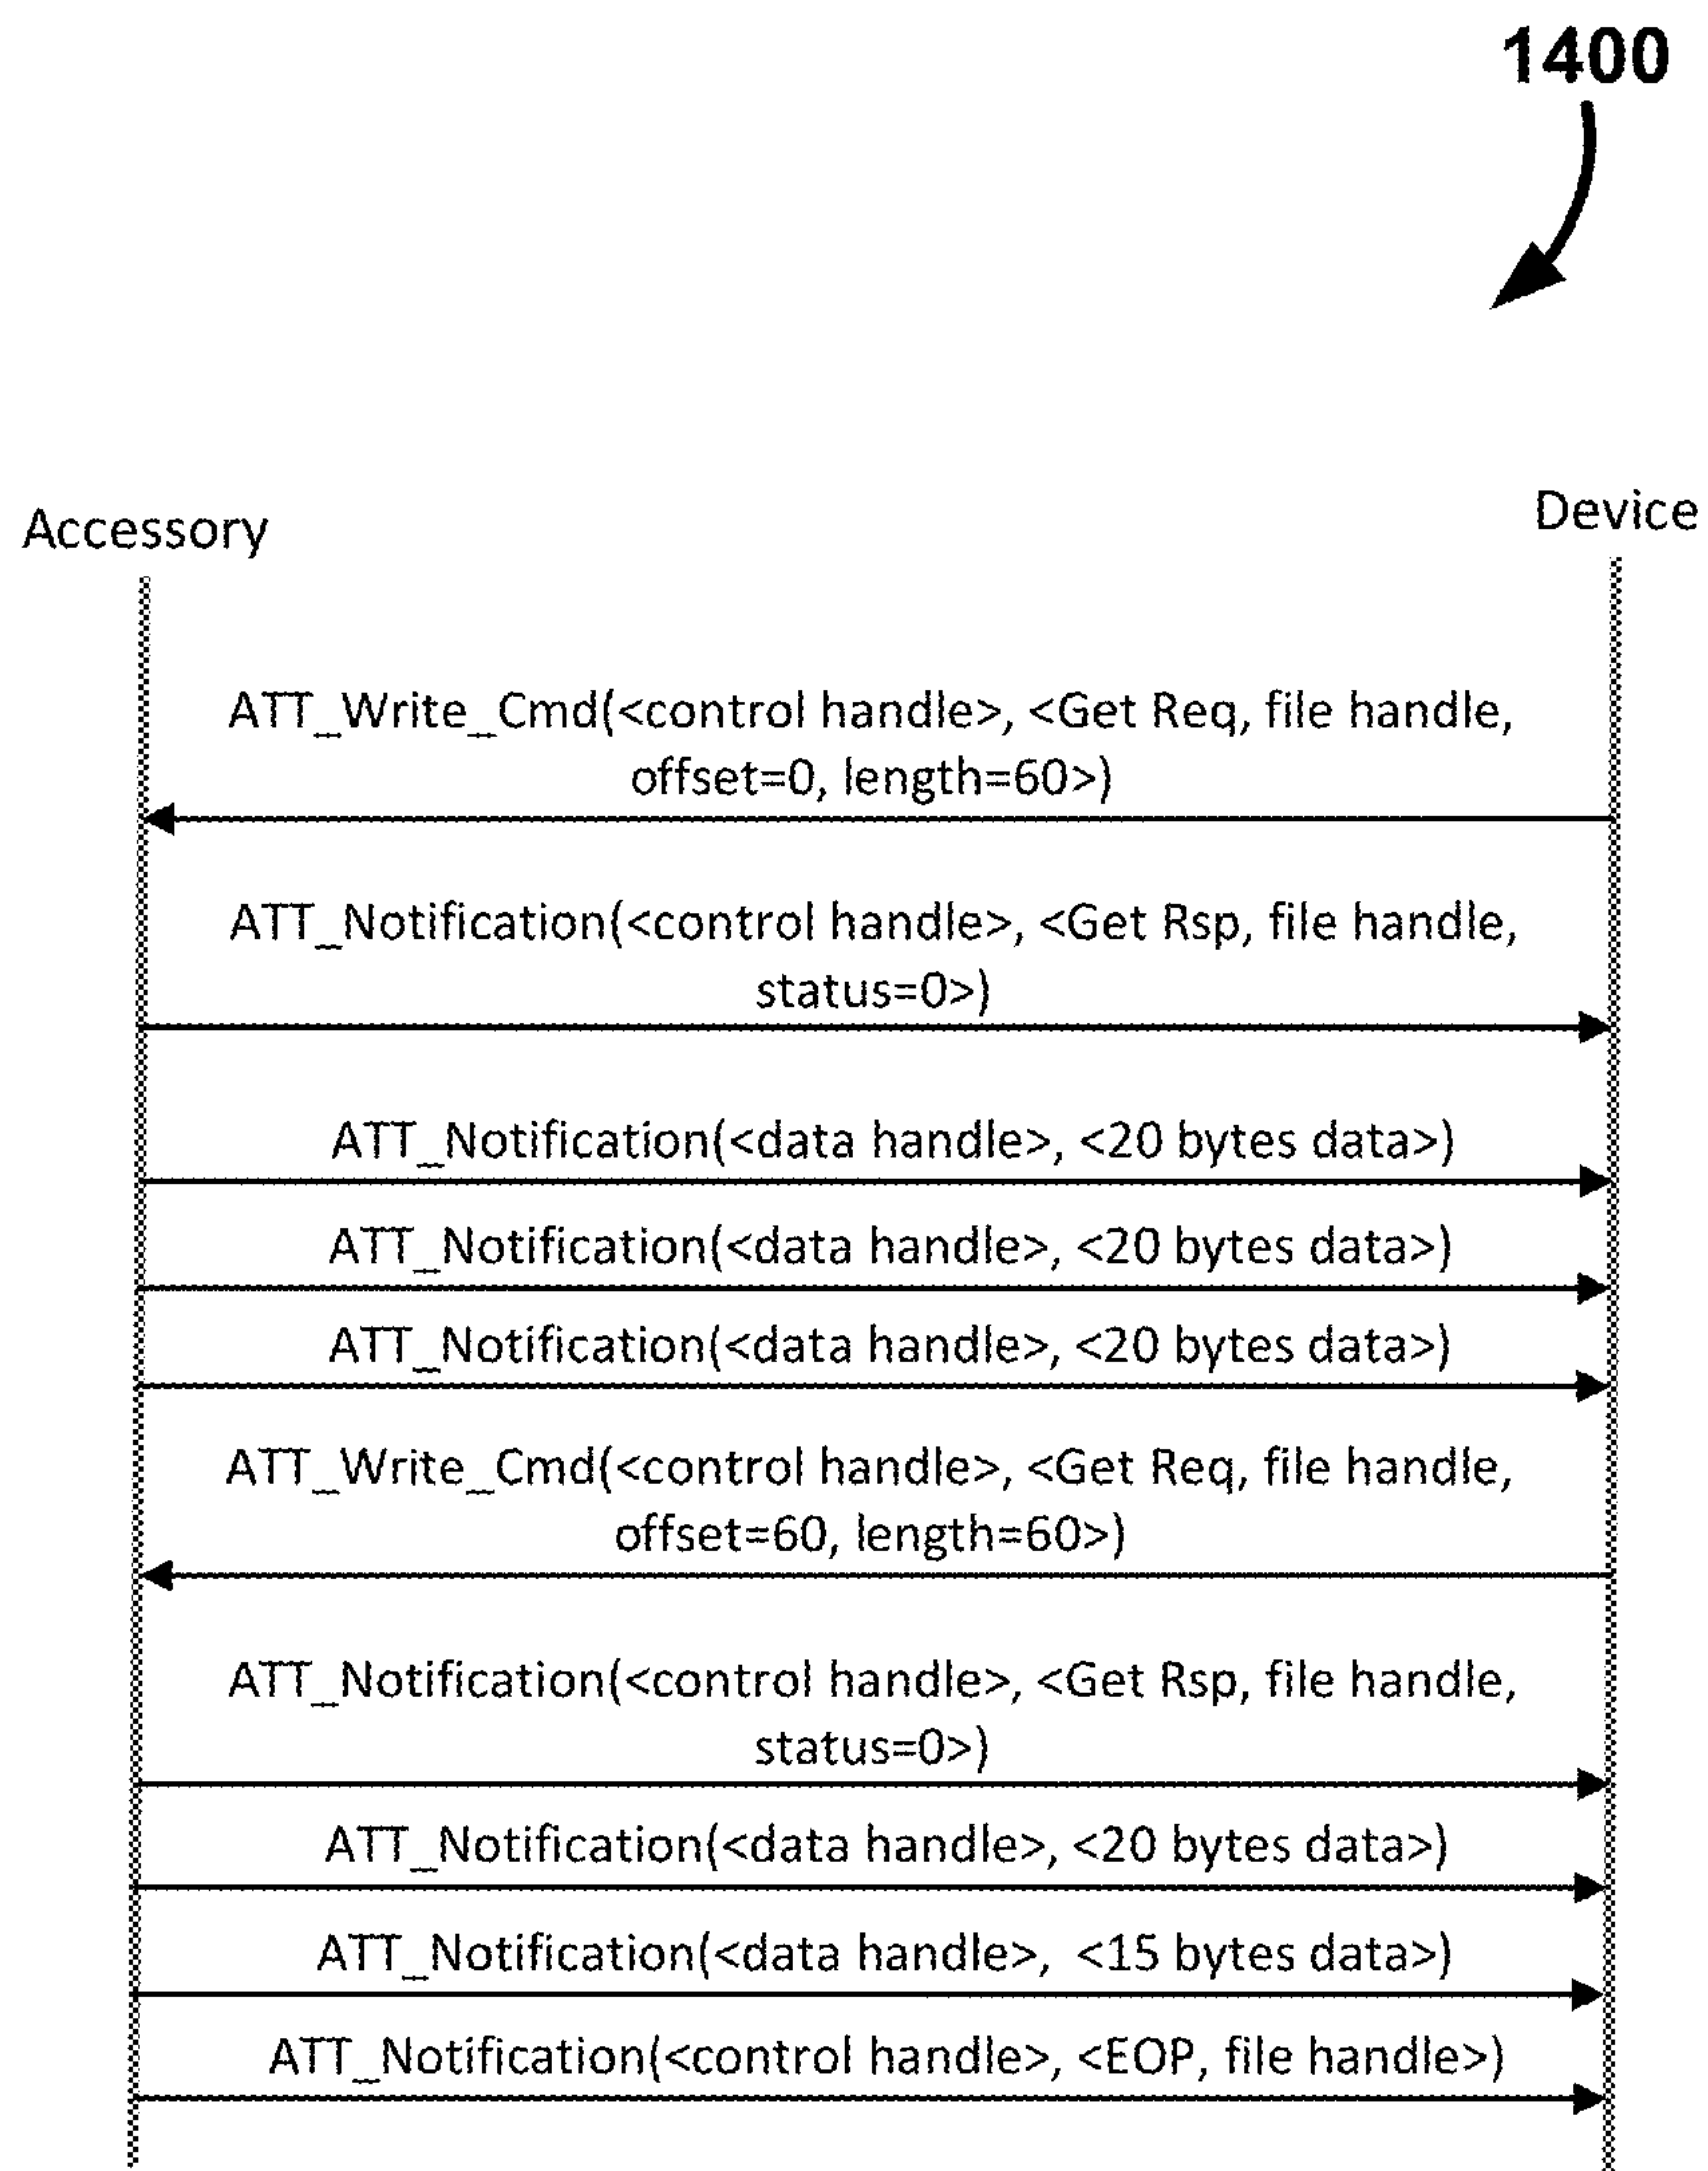 1400
Accessory
Device
ATT_Write_Cmd(<control handle>, <Get Req, file handle,
offset=0, length=60>)
ATT_Notification(<control handle>, <Get Rsp, file handle,
status=0>)
ATT_Notification(<data handle>, <20 bytes data>)
ATT_Notification(<data handle>, <20 bytes data>)
ATT_Notification(<data handle>, <20 bytes data>)
ATT_Write_Cmd(<control handle>, <Get Req, file handle,
offset=60, length=60>)
ATT_Notification(<control handle>, <Get Rsp, file handle,
status=0>)
ATT_Notification(<data handle>, <20 bytes data>)
ATT_Notification(<data handle>, <15 bytes data>)
ATT_Notification(<control handle>, <EOP, file handle>)